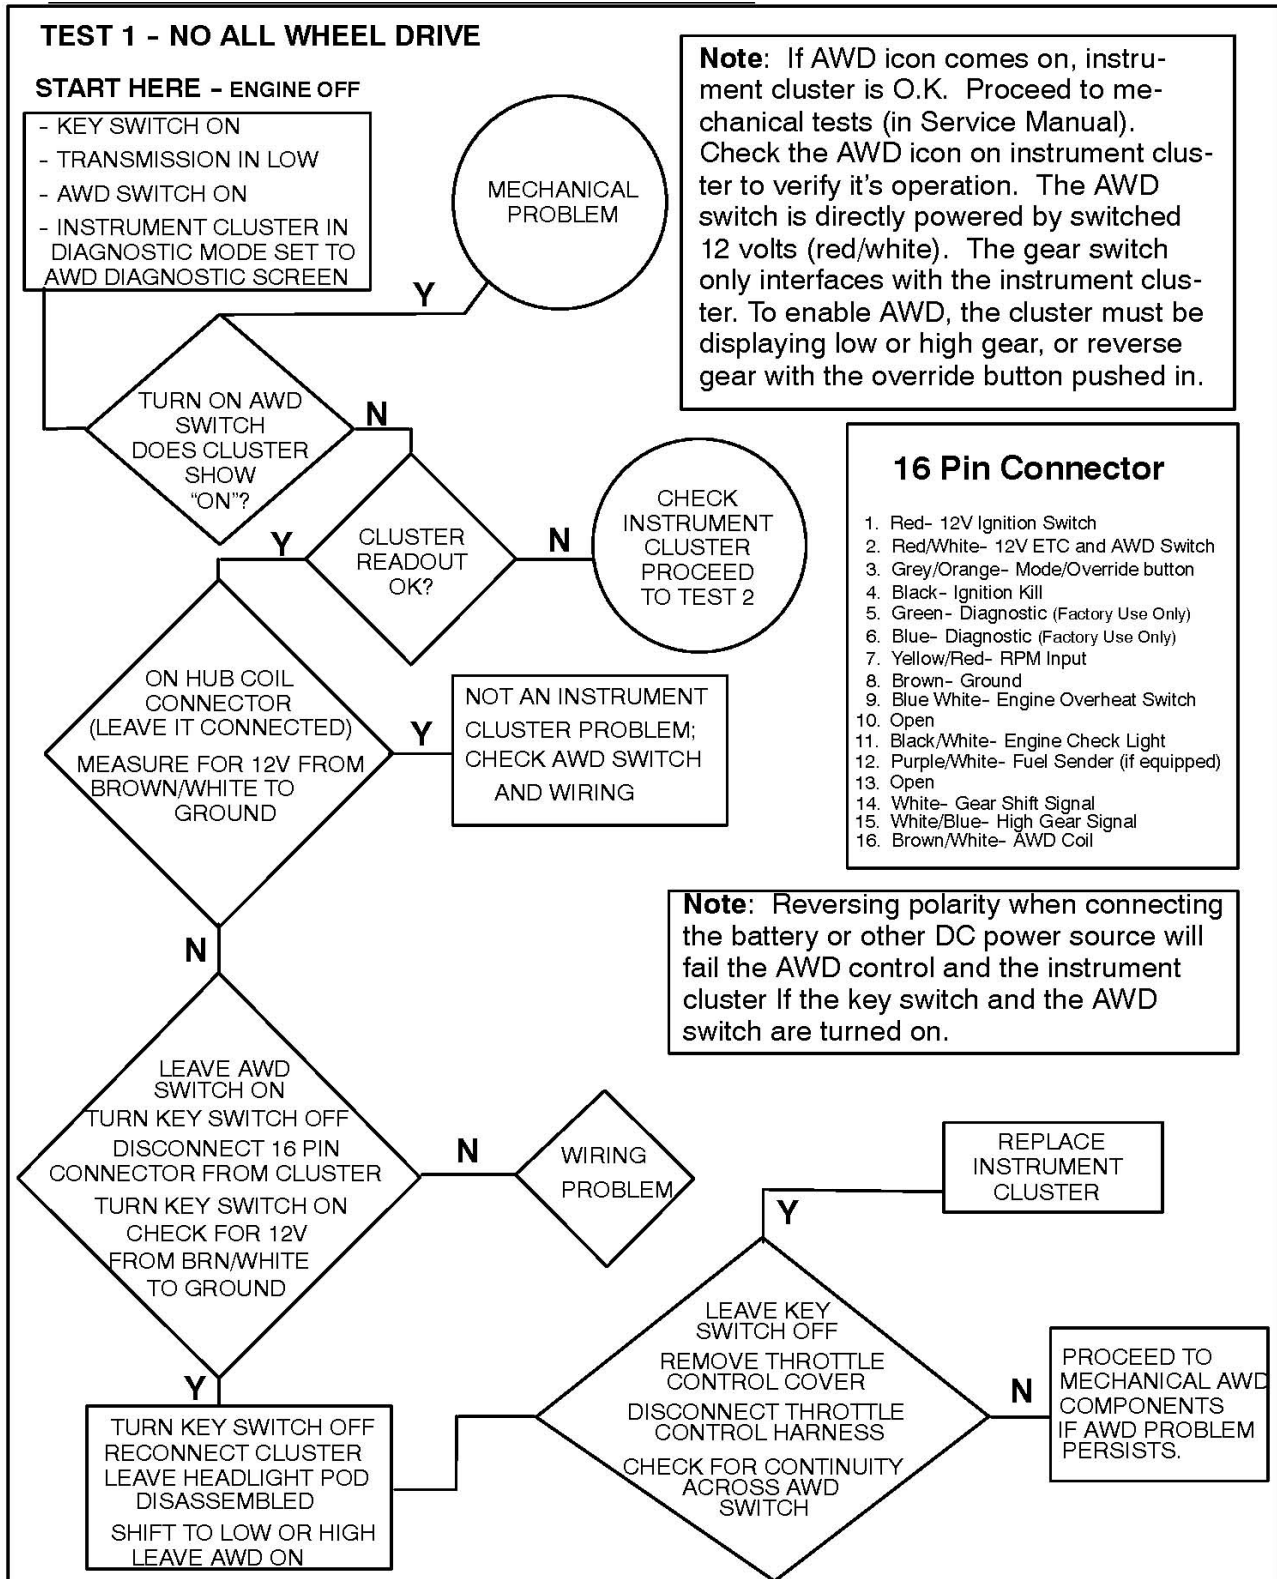 TEST 1 - NO ALL WHEEL DRIVE
START HERE - ENGINE OFF
- KEY SWITCH ON
- TRANSMISSION IN LOW
- AWD SWITCH ON
- INSTRUMENT CLUSTER IN
DIAGNOSTIC MODE SET TO
AWD DIAGNOSTIC SCREEN
MECHANICAL
PROBLEM
Y
Note: If AWD icon comes on, instru-
ment cluster is O.K. Proceed to me-
chanical tests (in Service Manual).
Check the AWD icon on instrument clus-
ter to verify it's operation. The AWD
switch is directly powered by switched
12 volts (red/white). The gear switch
only interfaces with the instrument clus-
ter. To enable AWD, the cluster must be
displaying low or high gear, or reverse
gear with the override button pushed in.
TURN ON AWD
SWITCH
DOES CLUSTER
SHOW
"ON"?
N
CLUSTER
READOUT
OK?
Y
N
CHECK
INSTRUMENT
CLUSTER
PROCEED
TO TEST 2
16 Pin Connector
1. Red- 12V Ignition Switch
2. Red/White- 12V ETC and AWD Switch
3. Grey/Orange- Mode/Override button
4. Black- Ignition Kill
5. Green- Diagnostic (Factory Use Only)
6. Blue- Diagnostic (Factory Use Only)
7. Yellow/Red- RPM Input
8. Brown- Ground
9. Blue White- Engine Overheat Switch
10. Open
11. Black/White- Engine Check Light
12. Purple/White- Fuel Sender (if equipped)
13. Open
14. White- Gear Shift Signal
15. White/Blue- High Gear Signal
16. Brown/White- AWD Coil
ON HUB COIL
CONNECTOR
(LEAVE IT CONNECTED)
MEASURE FOR 12V FROM
BROWN/WHITE TO
GROUND
Y
NOT AN INSTRUMENT
CLUSTER PROBLEM;
CHECK AWD SWITCH
AND WIRING
N
Note: Reversing polarity when connecting
the battery or other DC power source will
fail the AWD control and the instrument
cluster If the key switch and the AWD
switch are turned on.
LEAVE AWD
SWITCH ON
TURN KEY SWITCH OFF
DISCONNECT 16 PIN
CONNECTOR FROM CLUSTER
TURN KEY SWITCH ON
CHECK FOR 12V
FROM BRN/WHITE
TO GROUND
N
WIRING
PROBLEM
Y
TURN KEY SWITCH OFF
RECONNECT CLUSTER
LEAVE HEADLIGHT POD
DISASSEMBLED
SHIFT TO LOW OR HIGH
LEAVE AWD ON
REPLACE
INSTRUMENT
CLUSTER
Y
LEAVE KEY
SWITCH OFF
REMOVE THROTTLE
CONTROL COVER
DISCONNECT THROTTLE
CONTROL HARNESS
CHECK FOR CONTINUITY
ACROSS AWD
SWITCH
N
PROCEED TO
MECHANICAL AWD
COMPONENTS
IF AWD PROBLEM
PERSISTS.